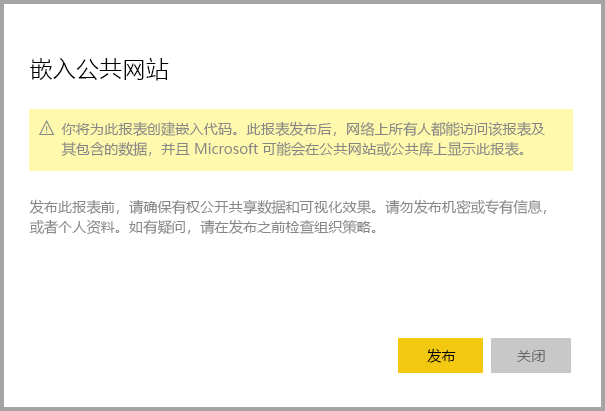 嵌入公共网站
你将为此报表创建嵌入代码。此报表发布后，网络上所有人都能访问该报表及
其包含的数据，并且 Microsoft 可能会在公共网站或公共库上显示此报表。
发布此报表前，请确保有权公开共享数据和可视化效果。请勿发布机密或专有信息，
或者个人资料。如有疑问，请在发布之前检查组织策略。
发布
关闭